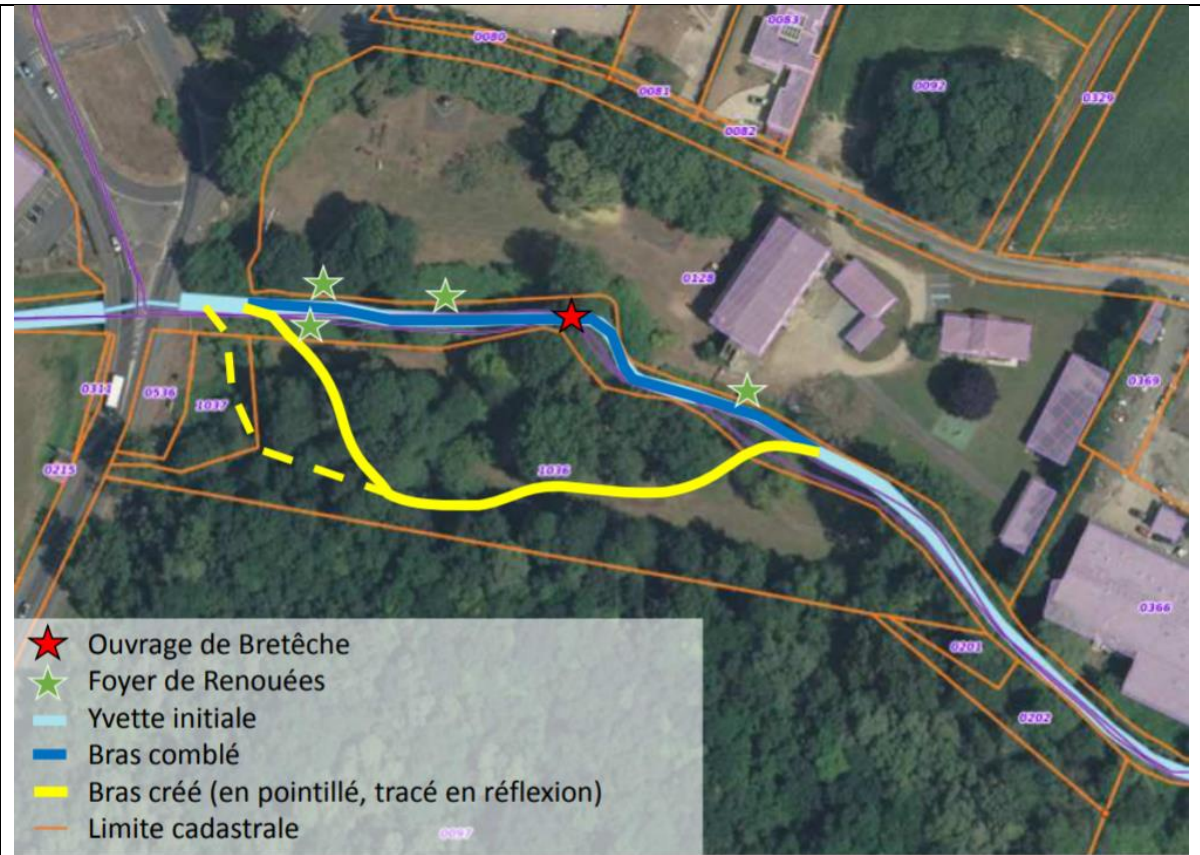 0083
0080
0081
0092
0329
0082
0128
0369
0311
0536
1037
0215
1036
0366
0201
0202
Ouvrage de Bretêche
Foyer de Renouées
Yvette initiale
Bras comblé
Bras créé (en pointillé, tracé en réflexion)
Limite cadastrale
0097